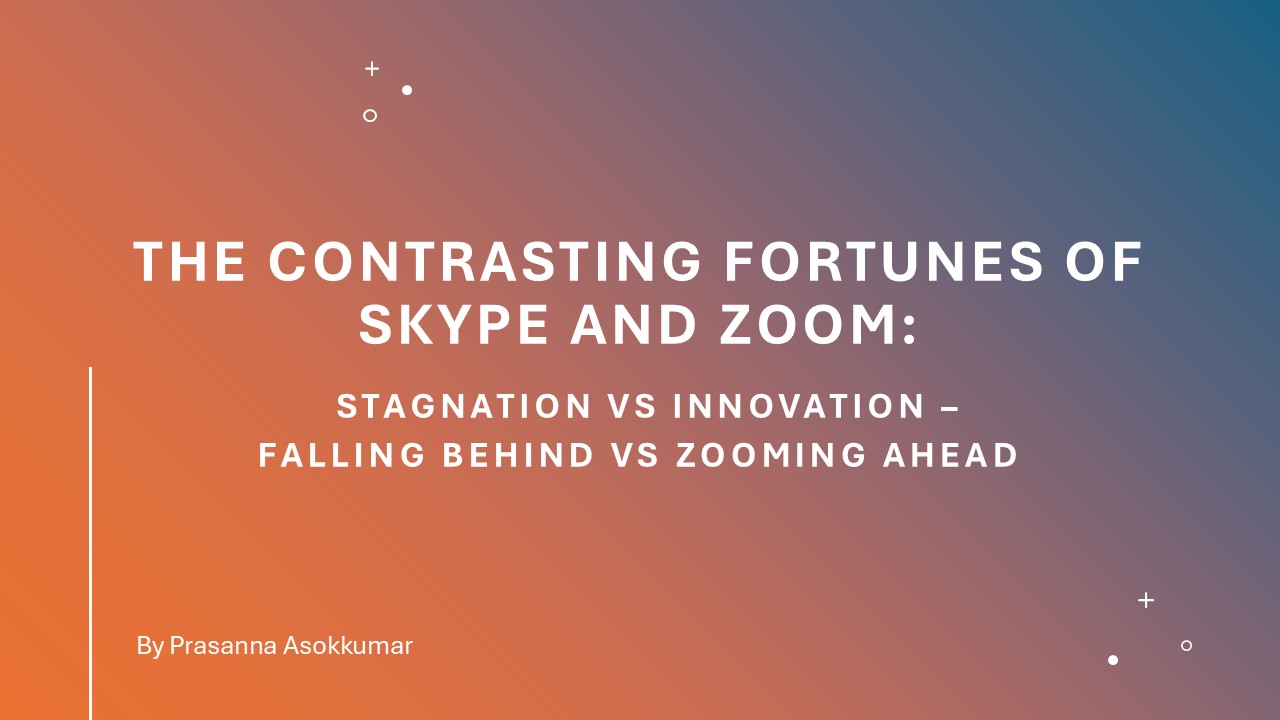 THE CONTRASTING FORTUNES OF
SKYPE AND ZOOM:
STAGNATION VS INNOVATION –
FALLING BEHIND VS ZOOMING AHEAD
By Prasanna Asokkumar